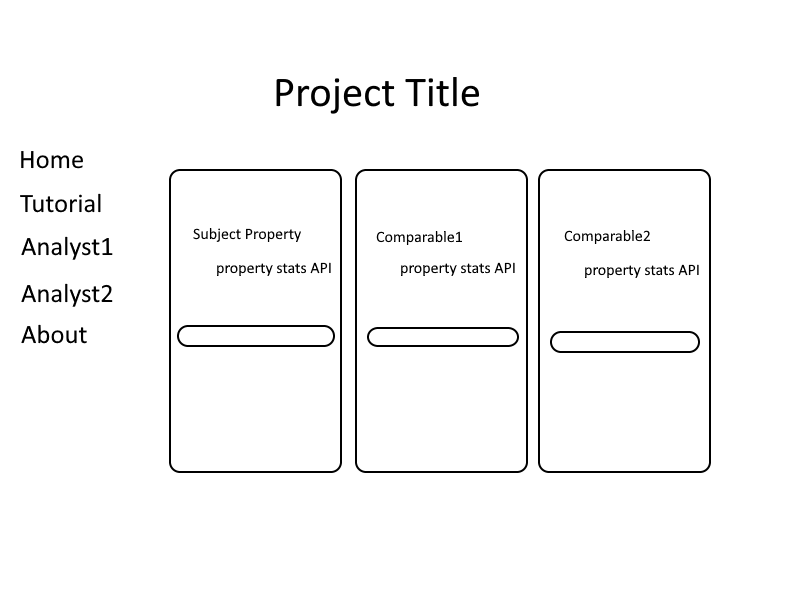 Project Title
Home
Tutorial
Analyst1
Analyst2
About
Subject Property
property stats API
Comparable1
property stats API
Comparable2
property stats API